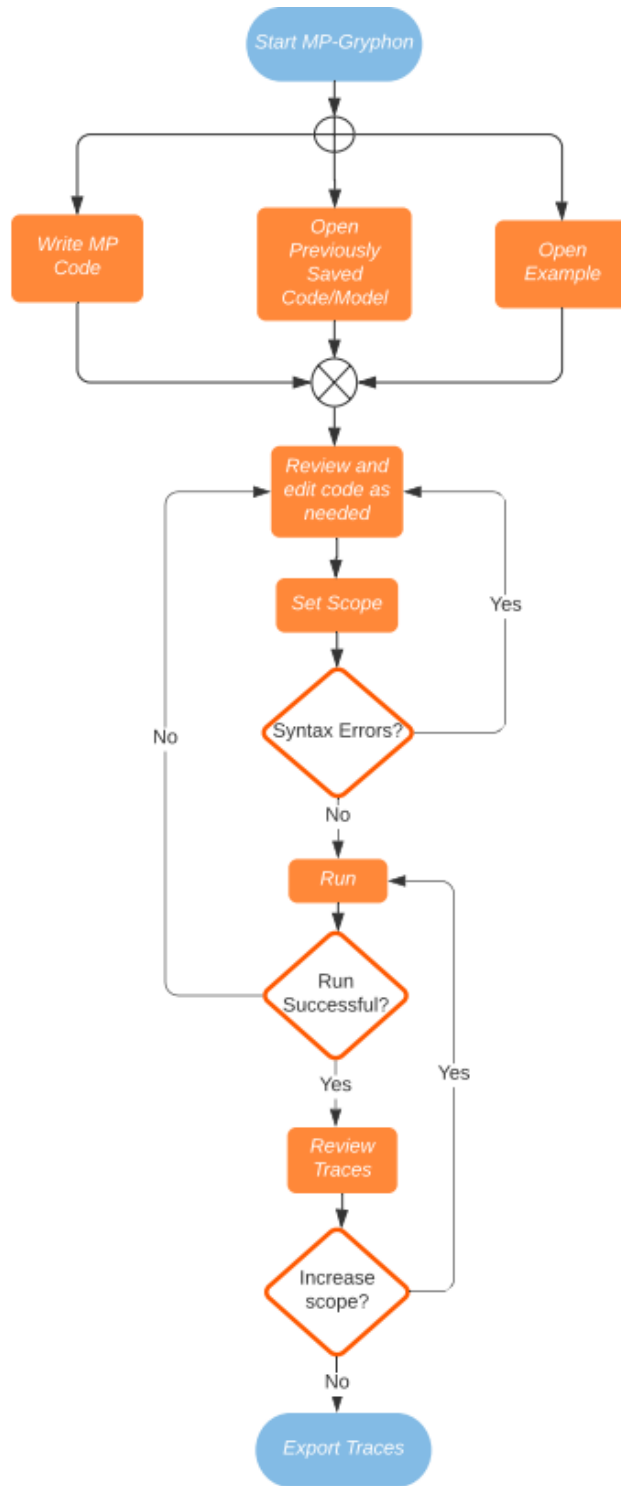 Start MP-Gryphon
Write MP
Code
Open
Previously
Saved
Code/Model
Open
Example
Review and
edit code as
needed
Set Scope
Yes
Syntax Errors?
No
No
Run
Run
Successful?
Yes
Yes
Review
Traces
Increase
scope?
No
Export Traces